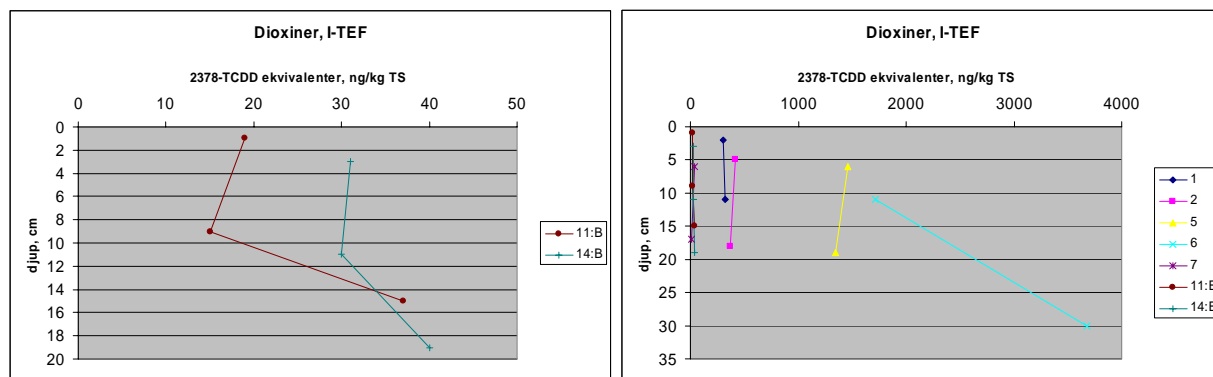 Dioxiner, I-TEF
2378-TCDD ekvivalenter, ng/kg TS
0 10 20 30 40 50
0
2
4
6
8
10
12
14
16
18
20
djup, cm
11:B
14:B
Dioxiner, I-TEF
2378-TCDD ekvivalenter, ng/kg TS
0 1000 2000 3000 4000
0
5
10
15
20
25
30
35
djup, cm
1
2
5
6
7
11:B
14:B